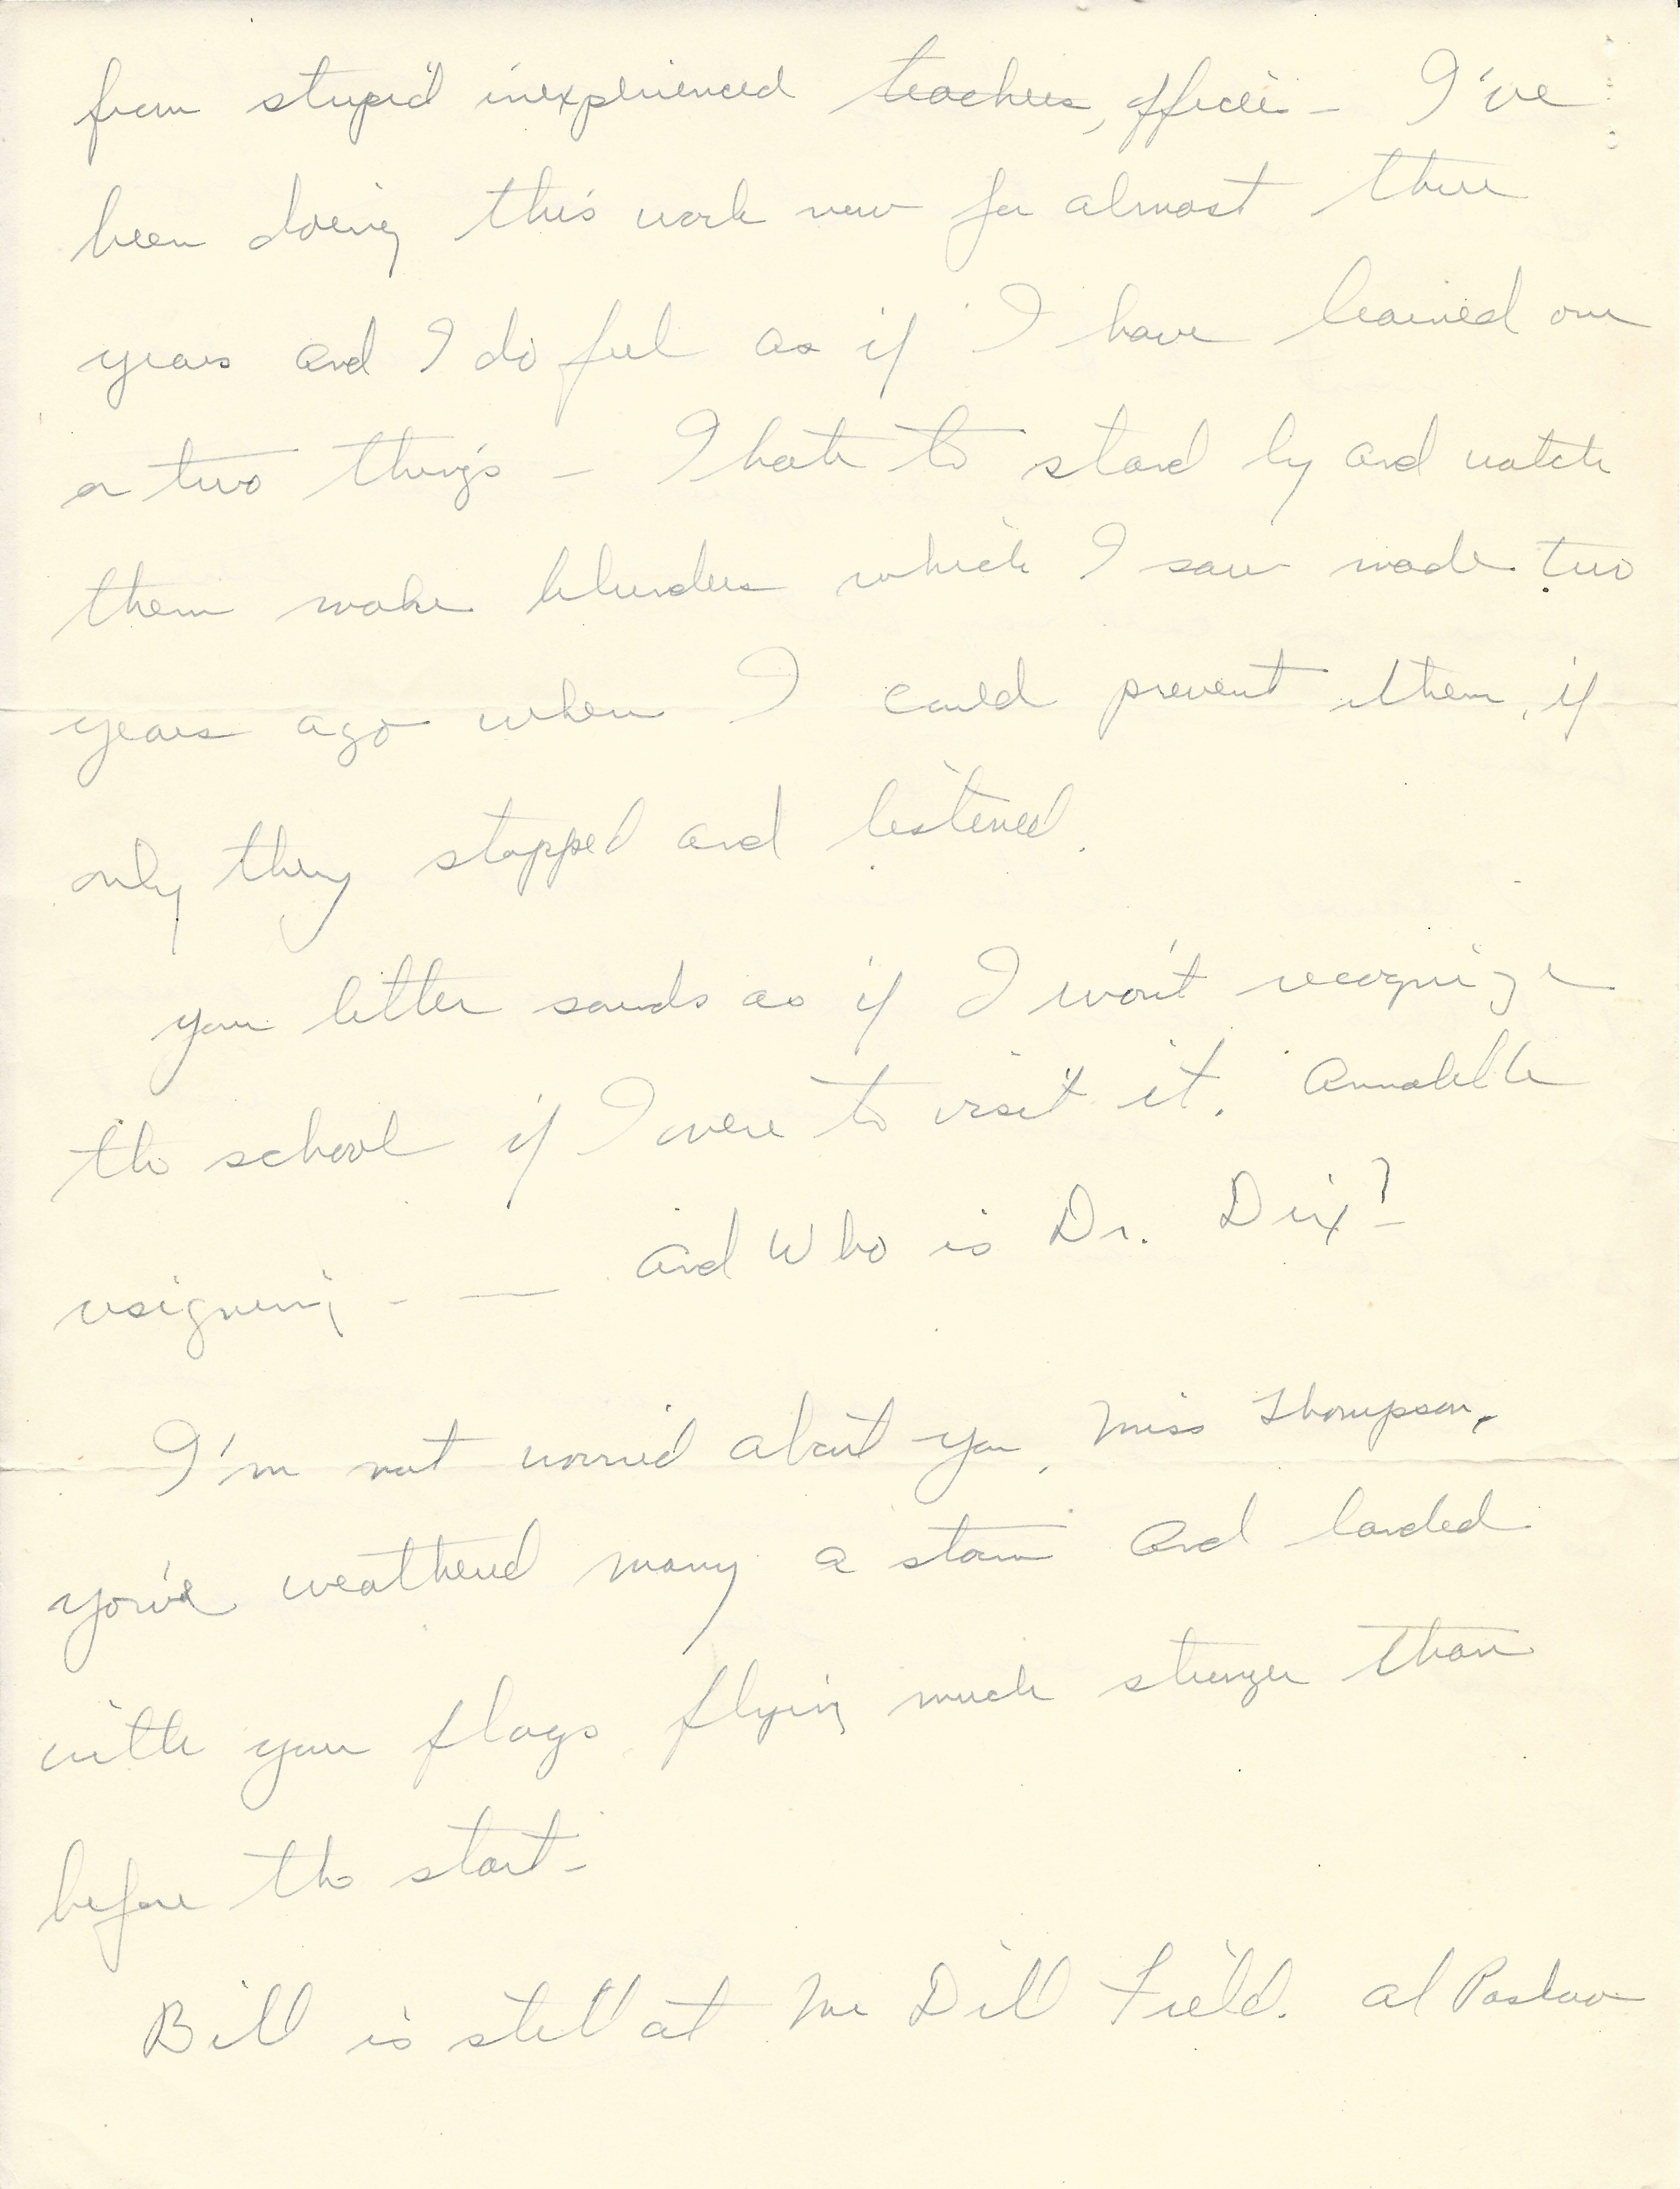 from stupid inexperienced teachers, officers - I've
been doing this work now for almost three
years and I do feel as if I have learned one
or two things - I hate to stand by and watch
them make blunders which I saw made two
years ago when I could prevent them, if
only they stopped and listened.
your letter sounds as if I won't recognize
the school if I were to visit it. Annabelle
resigning - — and Who is Dr. Dix? -
I'm not worried about you, Miss Thompson,
you've weathered many a storm and landed
with your flags flying much stronger than
before the start -
Bill is still at Mc Dill Field. Al